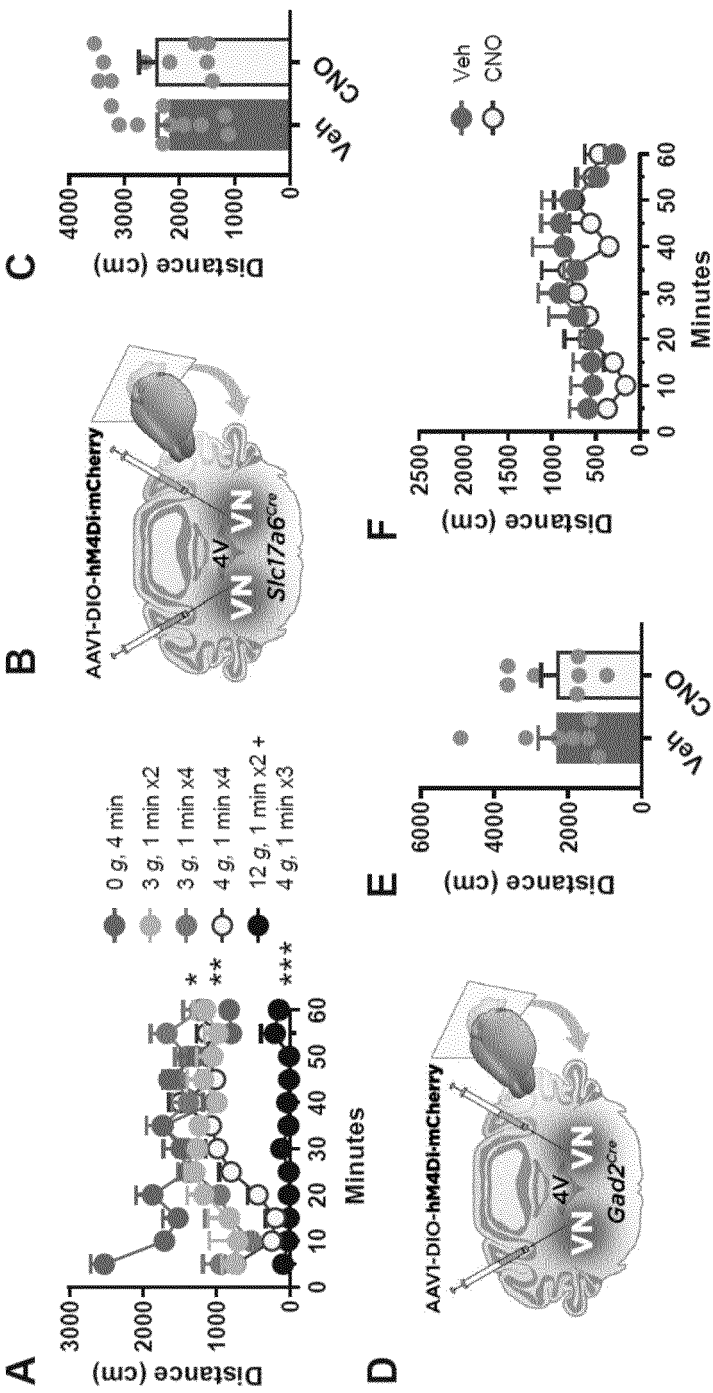 A
3000
2000
1000
0
Distance (cm)
0
10
20
30
40
50
60
Minutes
*
**
***
0 g, 4 min
3 g, 1 min x2
3 g, 1 min x4
4 g, 1 min x4
12 g, 1 min x2 +
4 g, 1 min x3
B
AAV1-DIO-hM4Di-mCherry
4V
VN VN
Slc17a6Cre
C
4000
3000
2000
1000
0
Distance (cm)
Veh
CNO
D
AAV1-DIO-hM4Di-mCherry
4V
VN VN
Gad2Cre
E
6000
4000
2000
0
Distance (cm)
Veh
CNO
F
2500
2000
1500
1000
500
0
Distance (cm)
0
10
20
30
40
50
60
Minutes
Veh
CNO